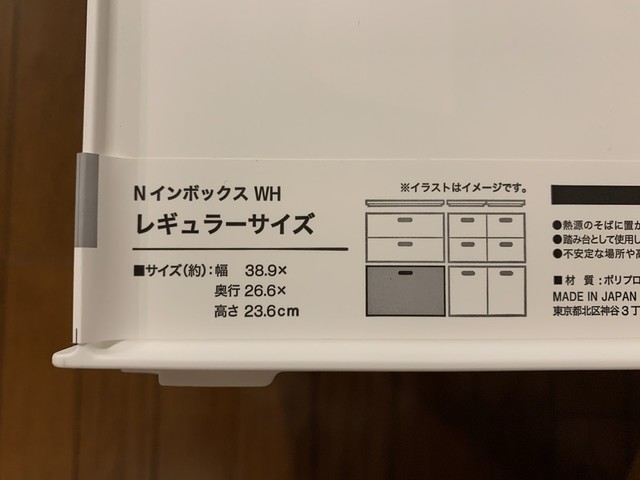 Nインボックス WH
レギュラーサイズ
■サイズ(約):幅 38.9×
奥行 26.6×
高さ 23.6cm
※イラストはイメージです。
●熱源のそばに置か
●踏み台として使用し
●不安定な場所や
■材 質:ポリプロ
MADE IN JAPAN
東京都北区神谷3丁